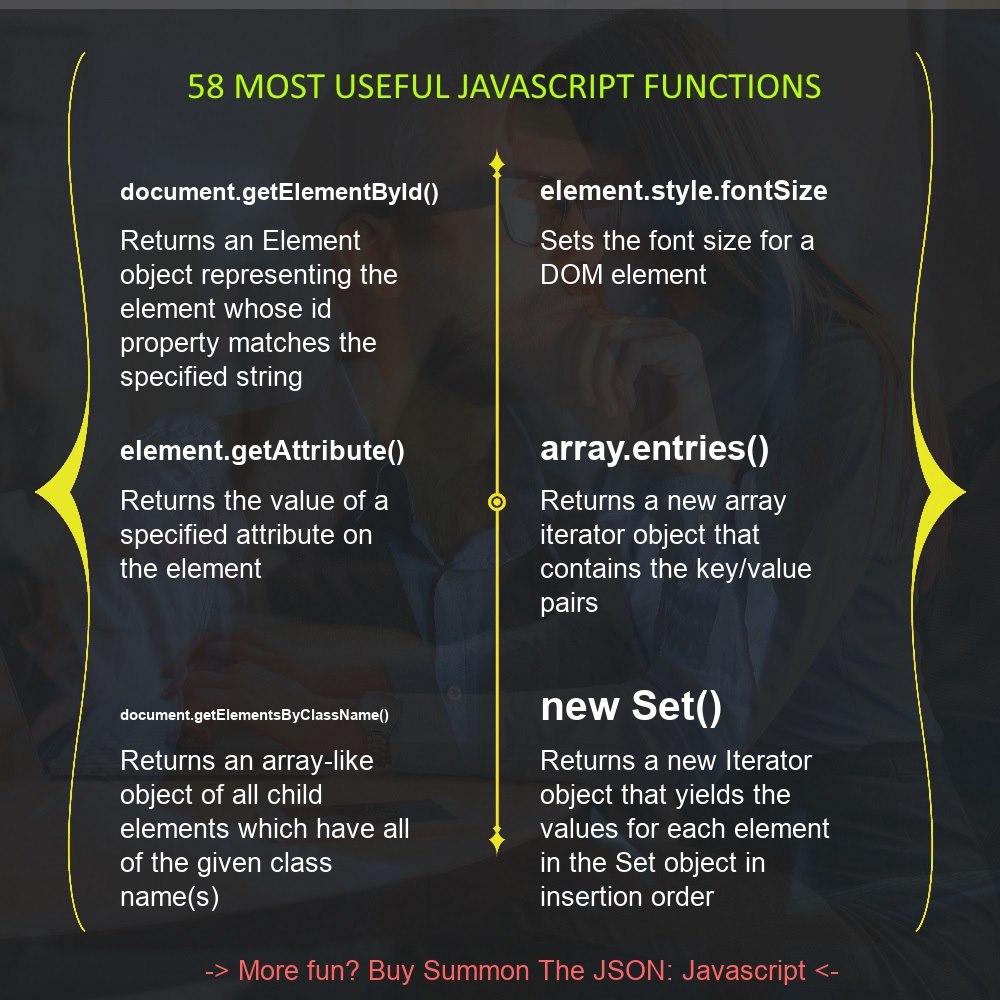 58 MOST USEFUL JAVASCRIPT FUNCTIONS
document.getElementById()
Returns an Element
object representing the
element whose id
property matches the
specified string
element.getAttribute()
Returns the value of a
specified attribute on
the element
document.getElementsByClassName()
Returns an array-like
object of all child
elements which have all
of the given class
name(s)
element.style.fontSize
Sets the font size for a
DOM element
array.entries()
Returns a new array
iterator object that
contains the key/value
pairs
new Set()
Returns a new Iterator
object that yields the
values for each element
in the Set object in
insertion order
-> More fun? Buy Summon The JSON: Javascript <-